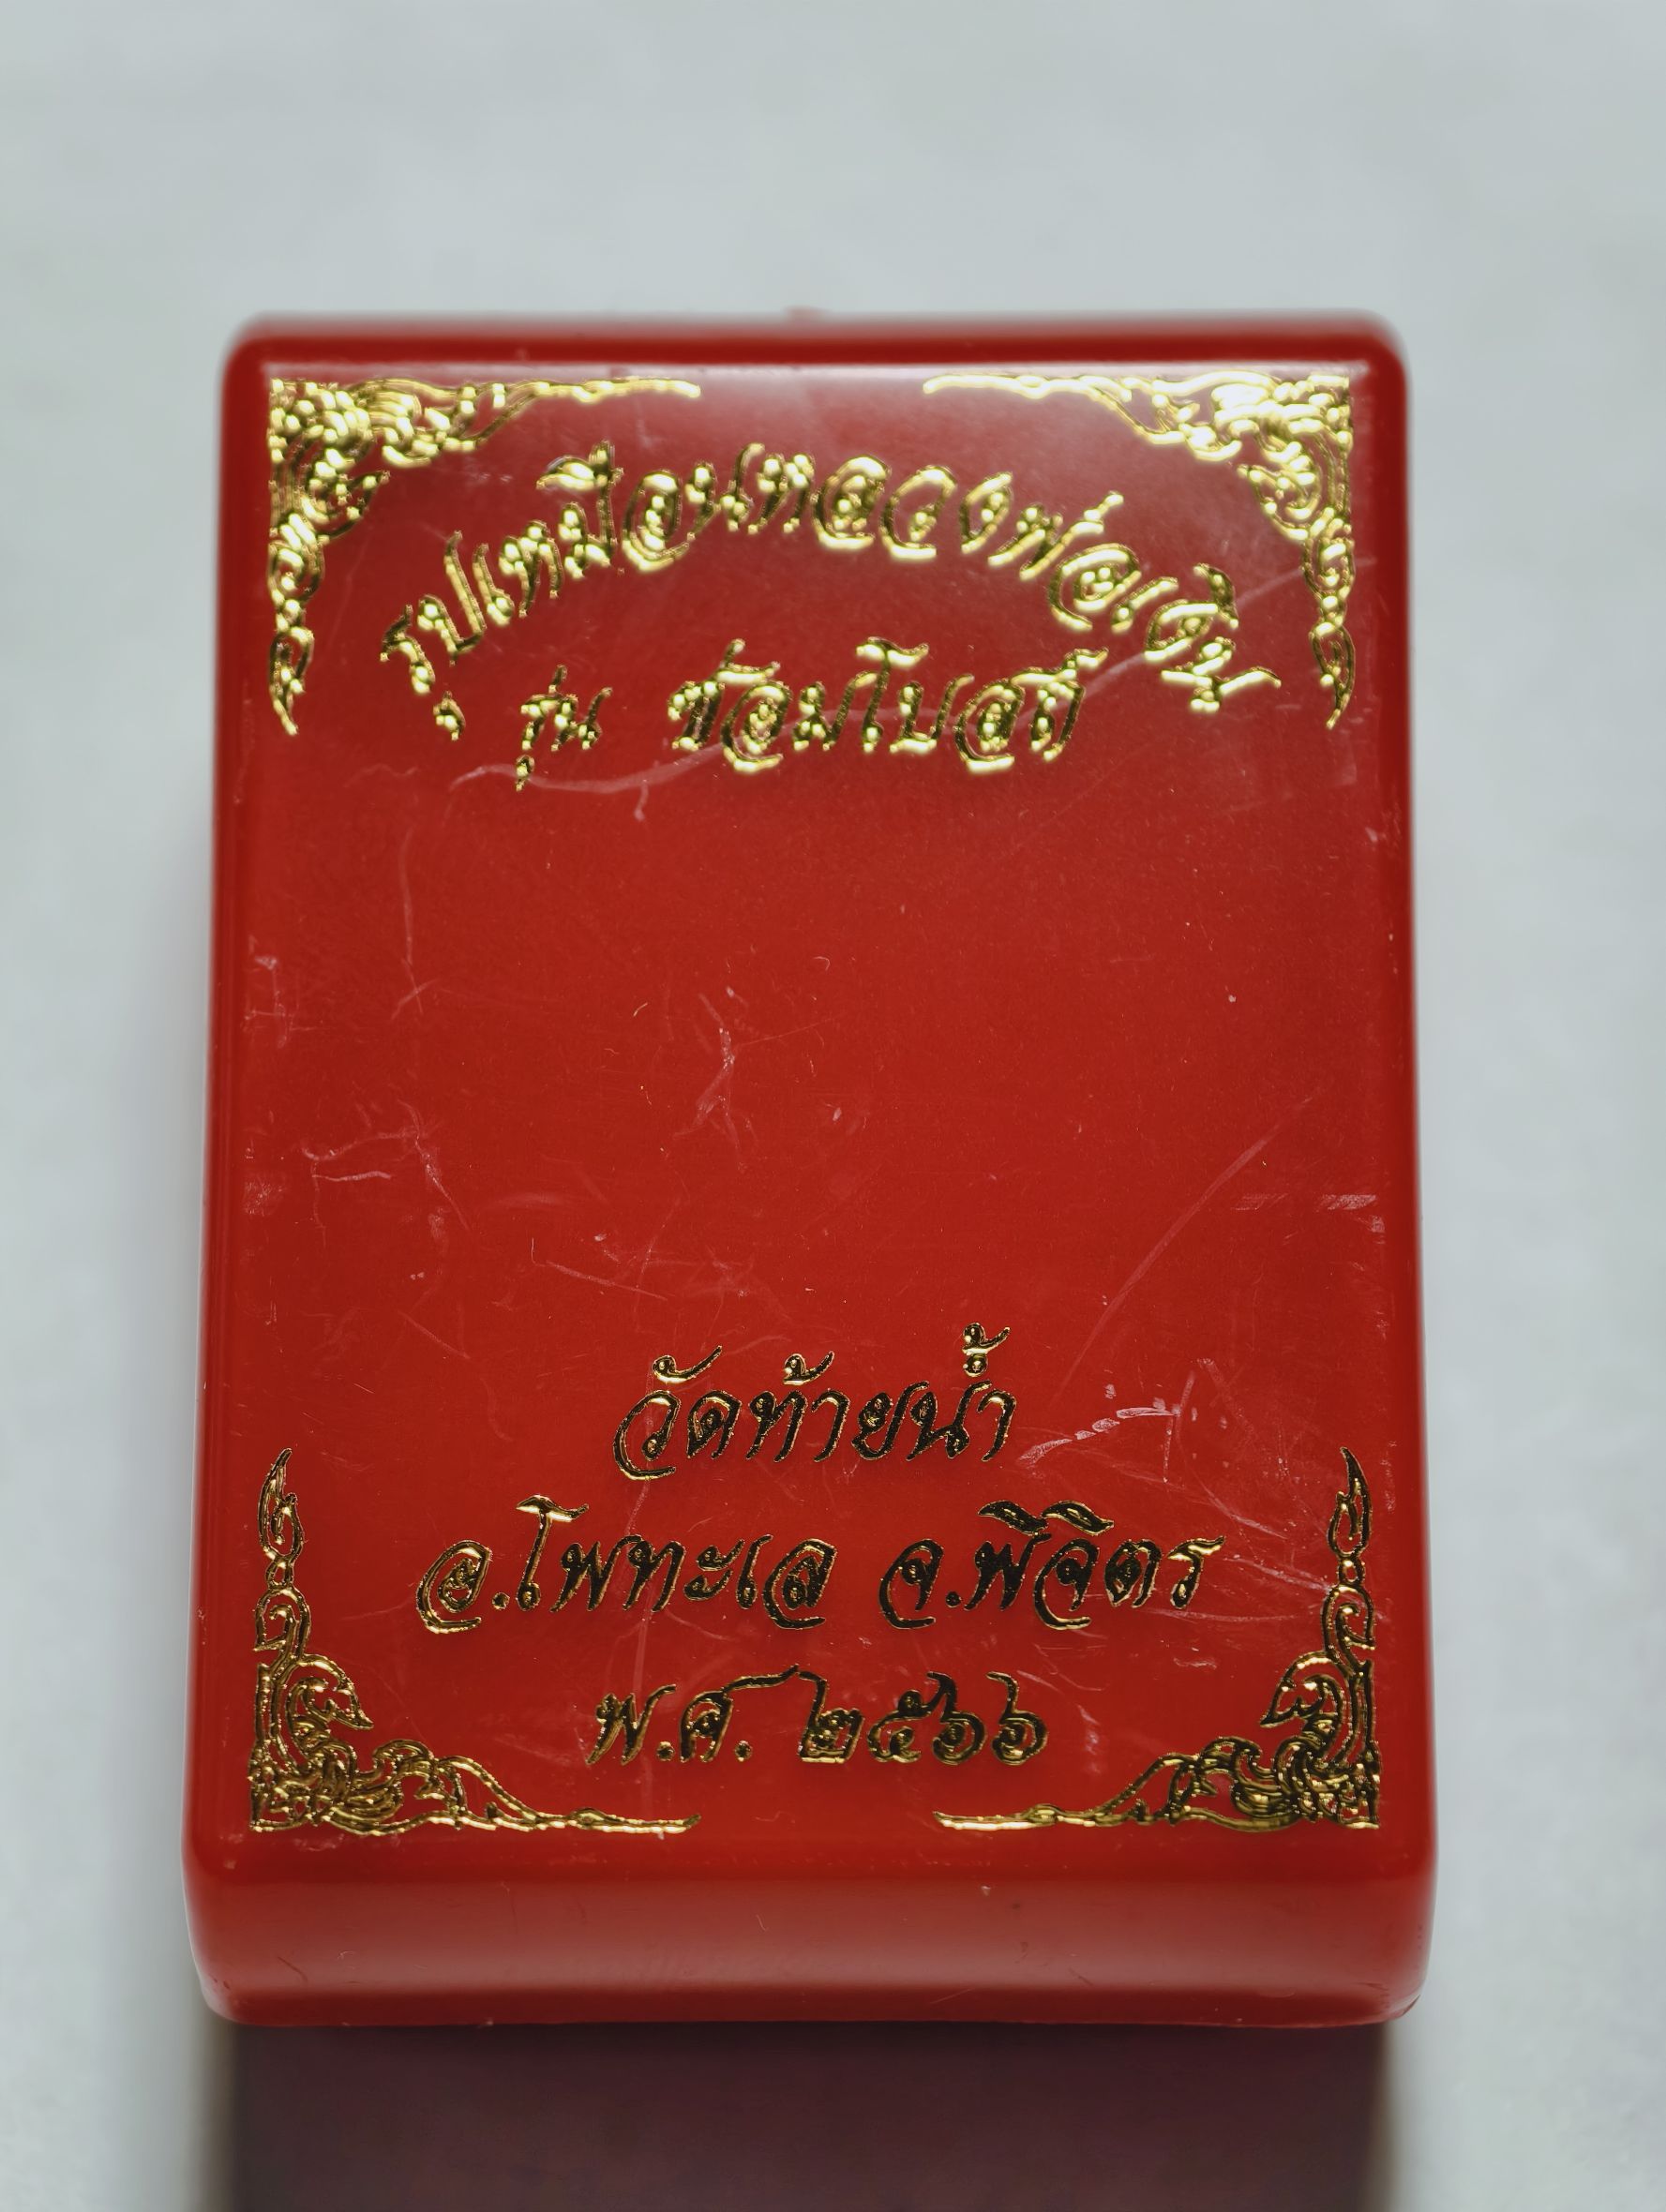 รูปเหมือนหลวงพ่อเงิน
รุ่น ซ่อมโบสถ์
วัดท้ายน้ำ
อ.โพทะเล จ.พิจิตร
พ.ศ. ๒๕๖๖